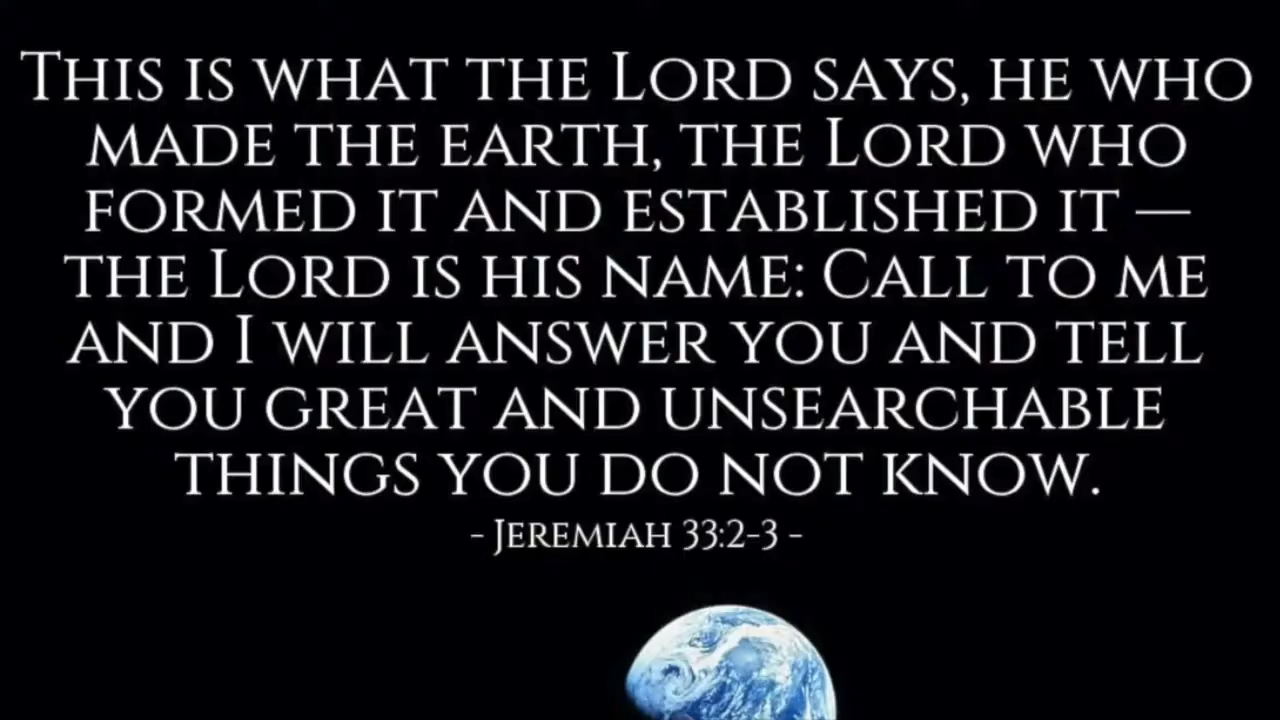 This is what the Lord says, he who
made the earth, the Lord who
formed it and established it —
the Lord is his name: Call to me
and I will answer you and tell
you great and unsearchable
things you do not know.
- Jeremiah 33:2-3 -